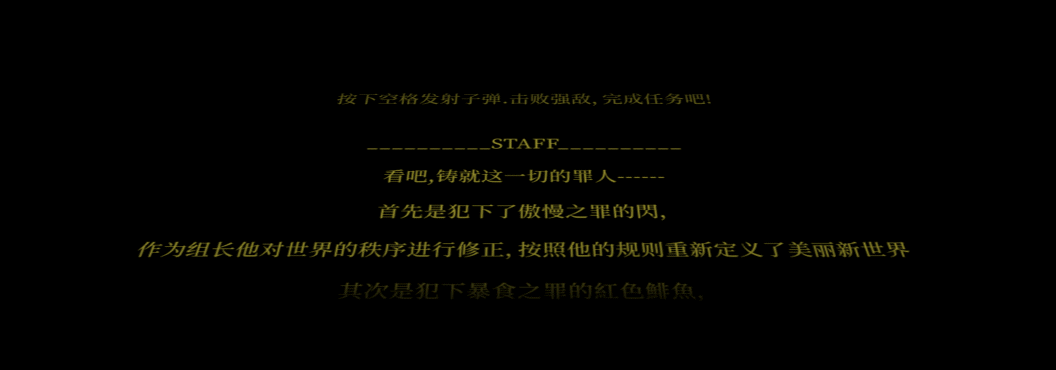 按下空格发射子弹.击败强敌, 完成任务吧!
__________STAFF__________
看吧,铸就这一切的罪人------
首先是犯下了傲慢之罪的閃,
作为组长他对世界的秩序进行修正, 按照他的规则重新定义了美丽新世界
其次是犯下暴食之罪的紅色鯡魚,